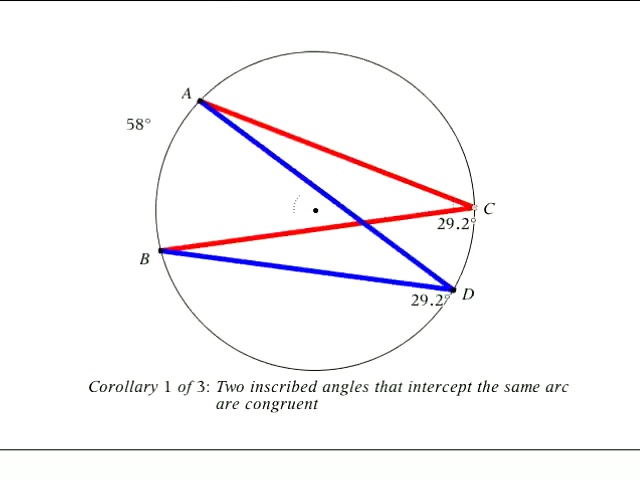 A
58°
C
29.2°
B
D
29.2°
Corollary 1 of 3: Two inscribed angles that intercept the same arc
are congruent